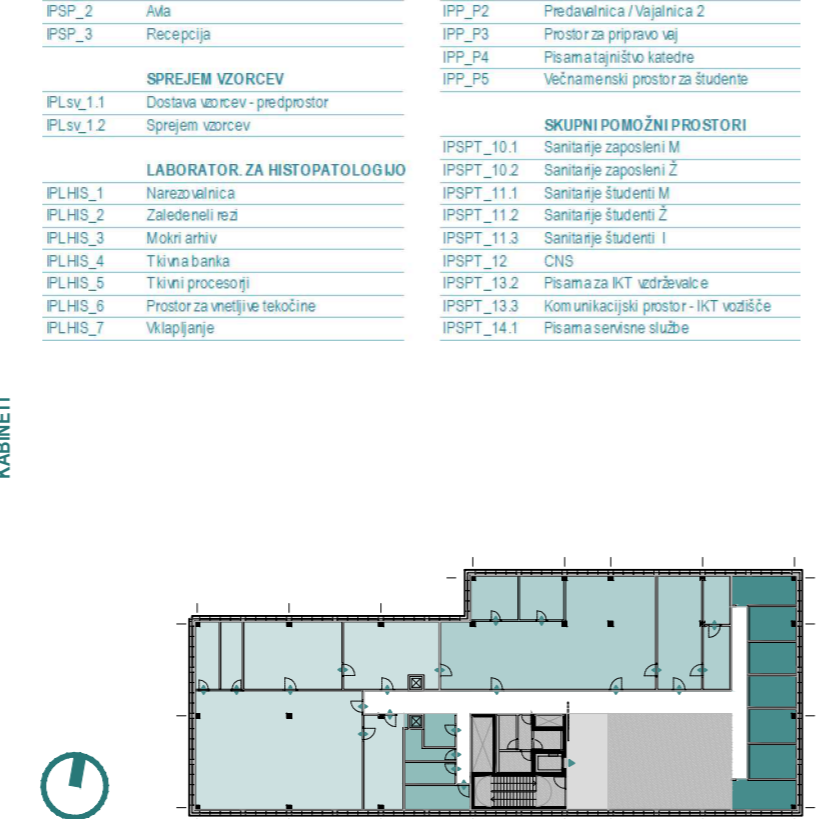 IPSP_2 Avla
IPSP_3 Recepcija
SPREJEM VZORCEV
IPLsv_1.1 Dostava vzorcev - predprostor
IPLsv_1.2 Sprejem vzorcev
LABORATOR. ZA HISTOPATOLOGIJO
IPLHIS_1 Narezovalnica
IPLHIS_2 Zaledeneli rezi
IPLHIS_3 Mokri arhiv
IPLHIS_4 Tkivna banka
IPLHIS_5 Tkivni procesorji
IPLHIS_6 Prostor za vnetljive tekočine
IPLHIS_7 Vklapljanje
IPP_P2 Predavalnica / Vajalnica 2
IPP_P3 Prostor za pripravo vaj
IPP_P4 Pisarna tajništvo katedre
IPP_P5 Večnamenski prostor za študente
SKUPNI POMOŽNI PROSTORI
IPSPT_10.1 Sanitarije zaposleni M
IPSPT_10.2 Sanitarije zaposleni Ž
IPSPT_11.1 Sanitarije študenti M
IPSPT_11.2 Sanitarije študenti Ž
IPSPT_11.3 Sanitarije študenti I
IPSPT_12 CNS
IPSPT_13.2 Pisarna za IKT vzdrževalce
IPSPT_13.3 Komunikacijski prostor - IKT vozlišče
IPSPT_14.1 Pisarna servisne službe
KABINETI